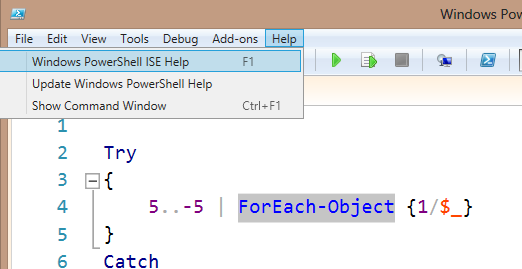 Windows Pow
File Edit View Tools Debug Add-ons Help
Windows PowerShell ISE Help F1
Update Windows PowerShell Help
Show Command Window Ctrl+F1
1
2 Try
3 {
4 5..-5 | ForEach-Object {1/$_}
5 }
6 Catch